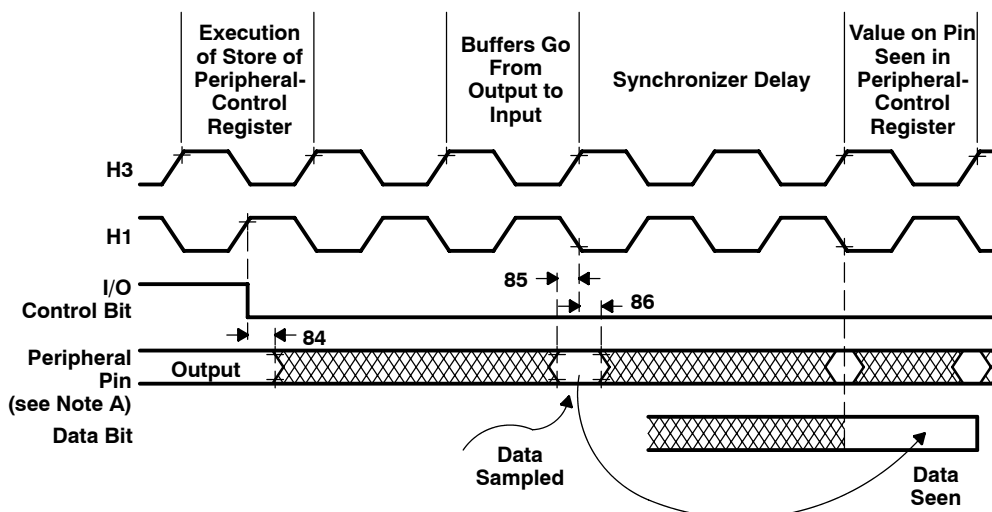 Execution
of Store of
Peripheral-
Control
Register
Buffers Go
From
Output to
Input
Synchronizer Delay
Value on Pin
Seen in
Peripheral-
Control
Register
H3
H1
I/O
Control Bit
85
86
84
Peripheral
Pin
(see Note A)
Output
Data Bit
Data
Sampled
Data
Seen